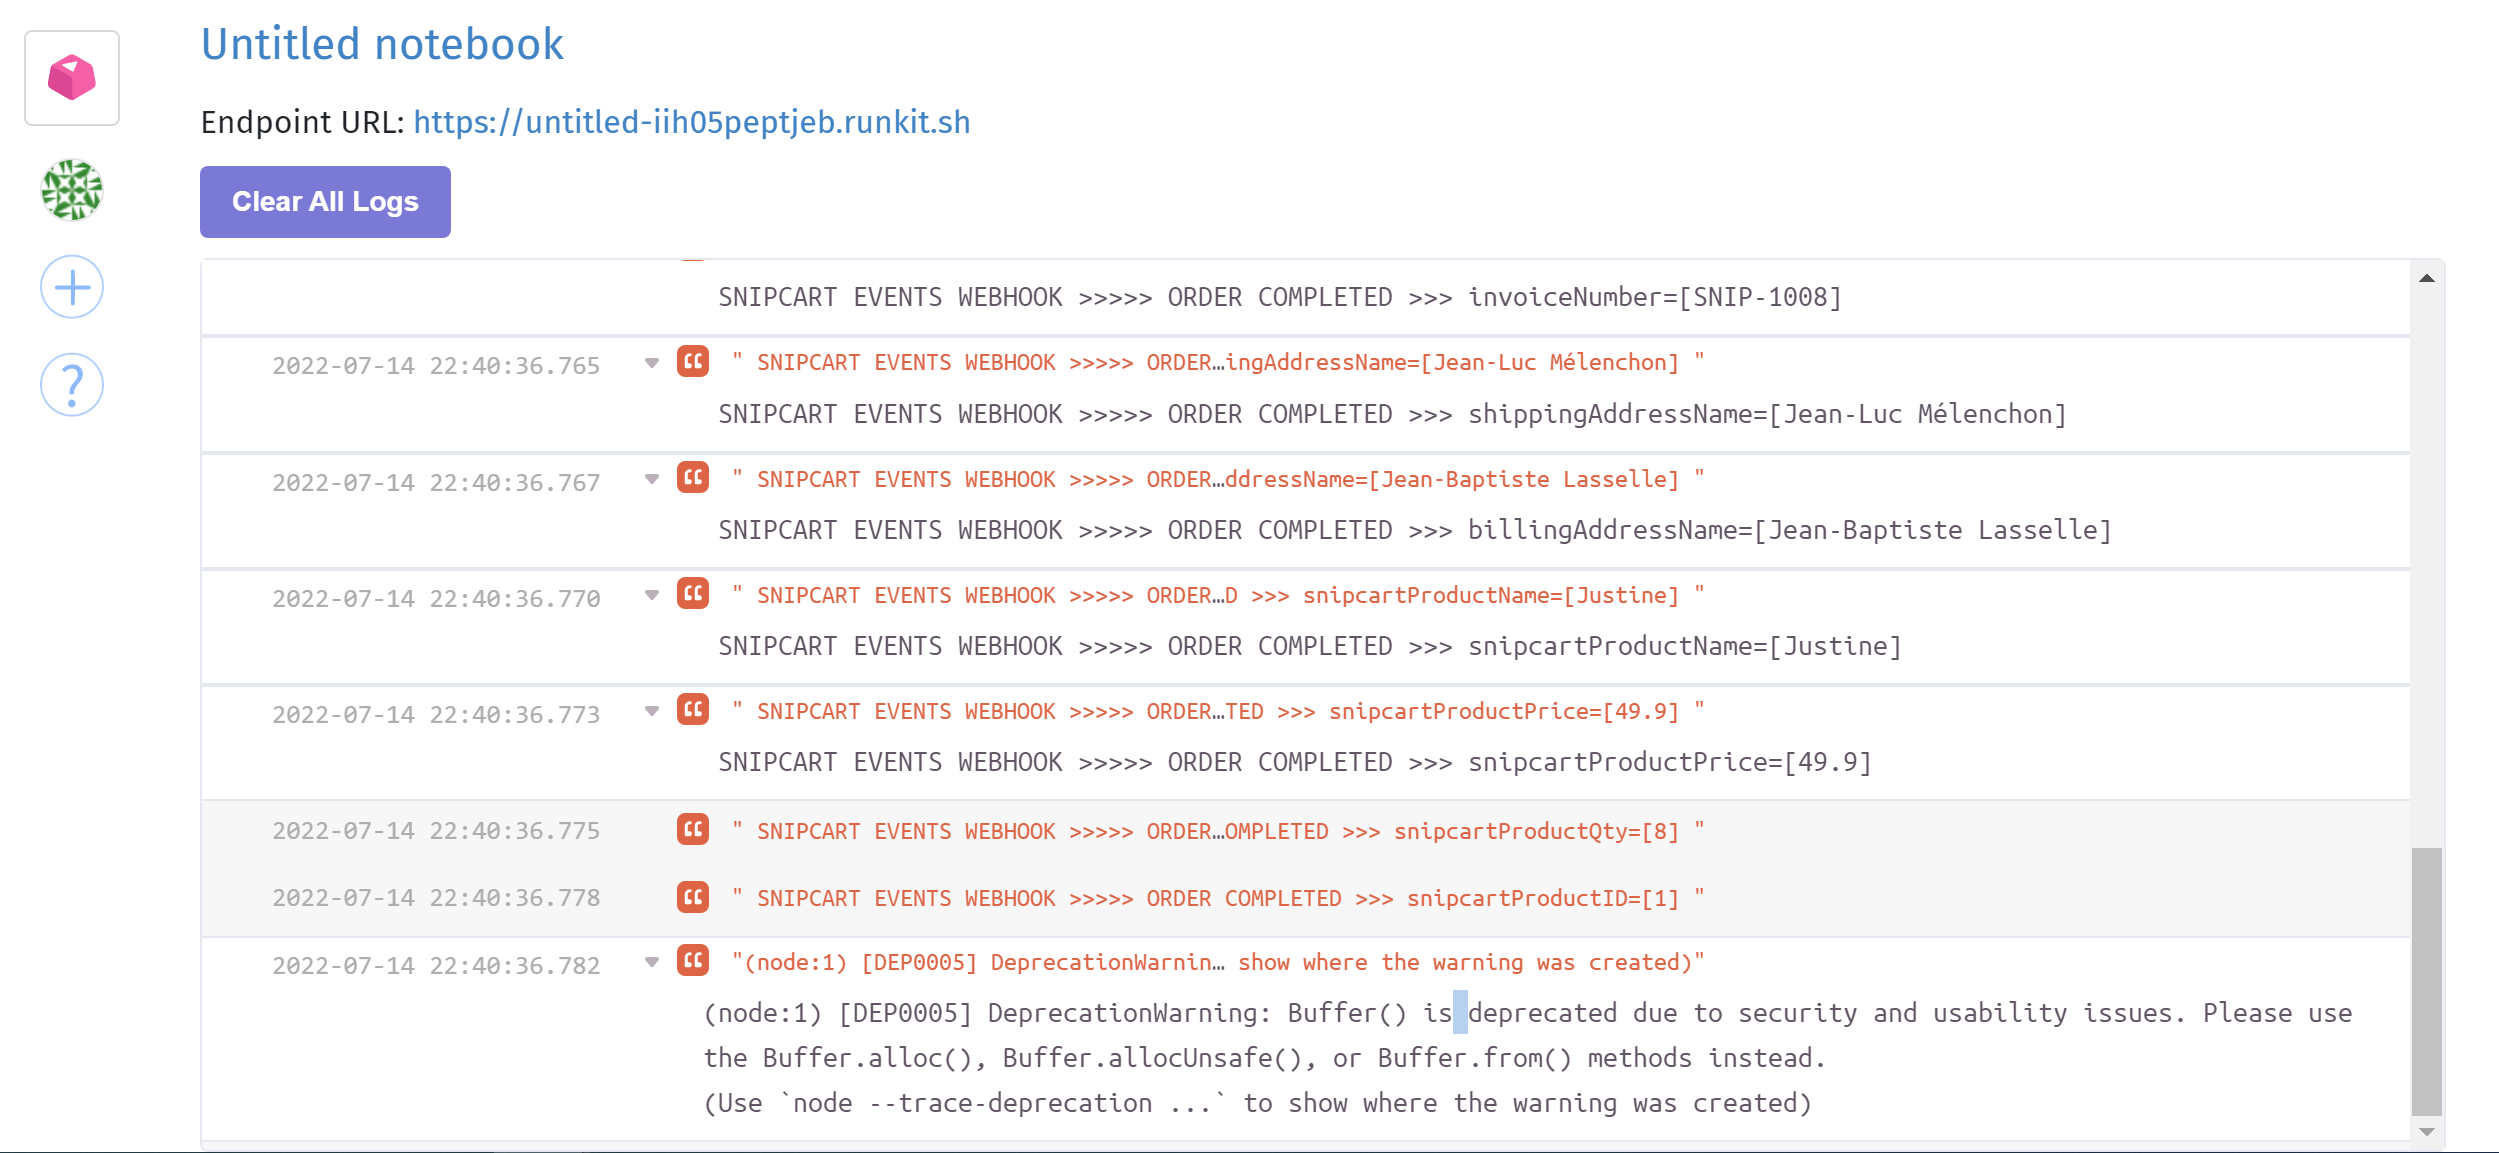 Untitled notebook
Endpoint URL: https://untitled-iih05peptjeb.runkit.sh
Clear All Logs
SNIPCART EVENTS WEBHOOK >>>>> ORDER COMPLETED >>> invoiceNumber=[SNIP-1008]
2022-07-14 22:40:36.765 " SNIPCART EVENTS WEBHOOK >>>>> ORDER…ingAddressName=[Jean-Luc Mélenchon] "
SNIPCART EVENTS WEBHOOK >>>>> ORDER COMPLETED >>> shippingAddressName=[Jean-Luc Mélenchon]
2022-07-14 22:40:36.767 " SNIPCART EVENTS WEBHOOK >>>>> ORDER…ddressName=[Jean-Baptiste Lasselle] "
SNIPCART EVENTS WEBHOOK >>>>> ORDER COMPLETED >>> billingAddressName=[Jean-Baptiste Lasselle]
2022-07-14 22:40:36.770 " SNIPCART EVENTS WEBHOOK >>>>> ORDER…D >>> snipcartProductName=[Justine] "
SNIPCART EVENTS WEBHOOK >>>>> ORDER COMPLETED >>> snipcartProductName=[Justine]
2022-07-14 22:40:36.773 " SNIPCART EVENTS WEBHOOK >>>>> ORDER…TED >>> snipcartProductPrice=[49.9] "
SNIPCART EVENTS WEBHOOK >>>>> ORDER COMPLETED >>> snipcartProductPrice=[49.9]
2022-07-14 22:40:36.775 " SNIPCART EVENTS WEBHOOK >>>>> ORDER…OMPLETED >>> snipcartProductQty=[8] "
2022-07-14 22:40:36.778 " SNIPCART EVENTS WEBHOOK >>>>> ORDER COMPLETED >>> snipcartProductID=[1] "
2022-07-14 22:40:36.782 "(node:1) [DEP0005] DeprecationWarnin… show where the warning was created)"
(node:1) [DEP0005] DeprecationWarning: Buffer() is deprecated due to security and usability issues. Please use
the Buffer.alloc(), Buffer.allocUnsafe(), or Buffer.from() methods instead.
(Use `node --trace-deprecation ...` to show where the warning was created)